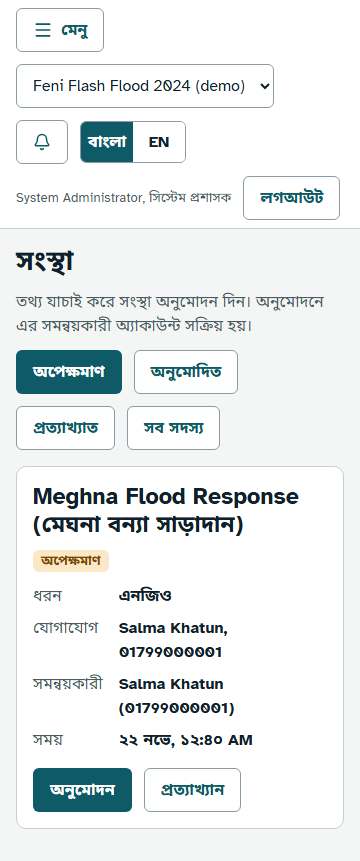 মেনু
Feni Flash Flood 2024 (demo)
বাংলা EN
System Administrator, সিস্টেম প্রশাসক লগআউট
সংস্থা
তথ্য যাচাই করে সংস্থা অনুমোদন দিন। অনুমোদনে
এর সমন্বয়কারী অ্যাকাউন্ট সক্রিয় হয়।
অপেক্ষমাণ অনুমোদিত
প্রত্যাখ্যাত সব সদস্য
Meghna Flood Response
(মেঘনা বন্যা সাড়াদান)
অপেক্ষমাণ
ধরন এনজিও
যোগাযোগ Salma Khatun,
01799000001
সমন্বয়কারী Salma Khatun
(01799000001)
সময় ২২ নভে, ১২:৪০ AM
অনুমোদন প্রত্যাখ্যান